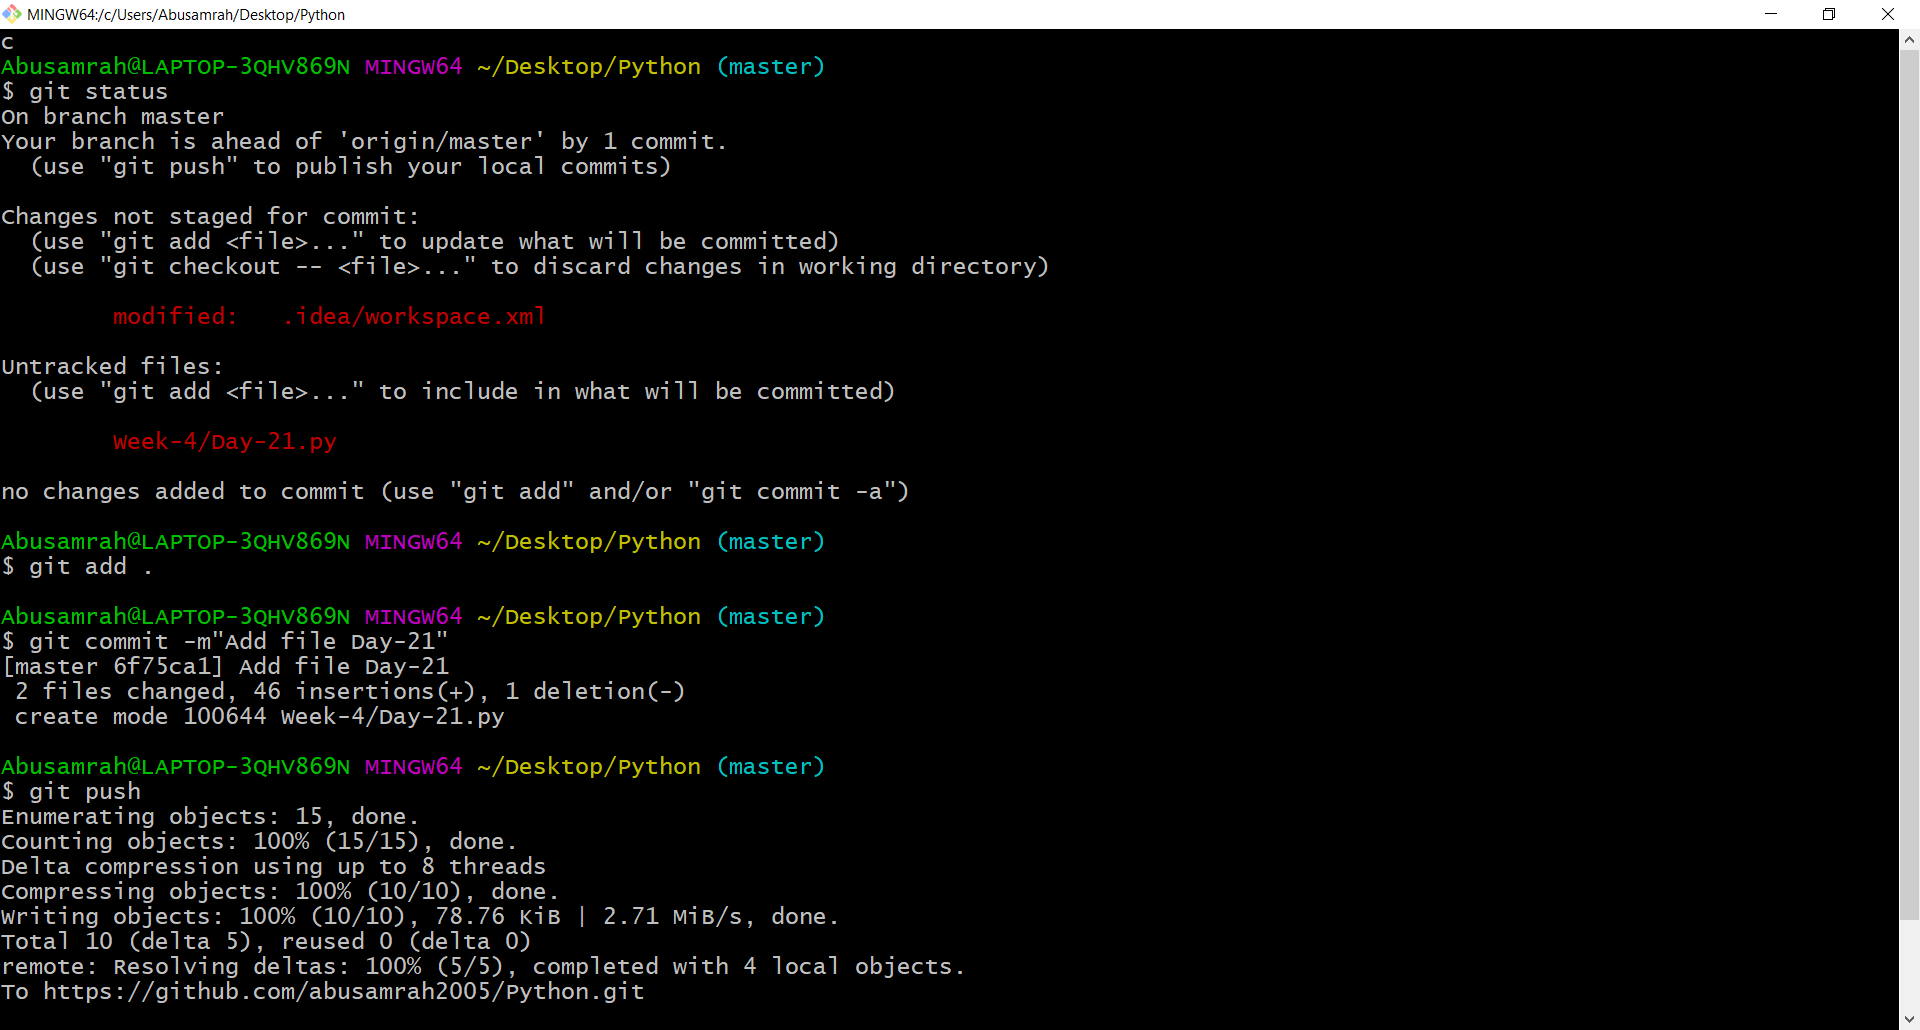 MINGW64:/c/Users/Abusamrah/Desktop/Python
c
Abusamrah@LAPTOP-3QHV869N MINGW64 ~/Desktop/Python (master)
$ git status
On branch master
Your branch is ahead of 'origin/master' by 1 commit.
  (use "git push" to publish your local commits)

Changes not staged for commit:
  (use "git add <file>..." to update what will be committed)
  (use "git checkout -- <file>..." to discard changes in working directory)

        modified:   .idea/workspace.xml

Untracked files:
  (use "git add <file>..." to include in what will be committed)

        Week-4/Day-21.py

no changes added to commit (use "git add" and/or "git commit -a")

Abusamrah@LAPTOP-3QHV869N MINGW64 ~/Desktop/Python (master)
$ git add .

Abusamrah@LAPTOP-3QHV869N MINGW64 ~/Desktop/Python (master)
$ git commit -m"Add file Day-21"
[master 6f75ca1] Add file Day-21
 2 files changed, 46 insertions(+), 1 deletion(-)
 create mode 100644 Week-4/Day-21.py

Abusamrah@LAPTOP-3QHV869N MINGW64 ~/Desktop/Python (master)
$ git push
Enumerating objects: 15, done.
Counting objects: 100% (15/15), done.
Delta compression using up to 8 threads
Compressing objects: 100% (10/10), done.
Writing objects: 100% (10/10), 78.76 KiB | 2.71 MiB/s, done.
Total 10 (delta 5), reused 0 (delta 0)
remote: Resolving deltas: 100% (5/5), completed with 4 local objects.
To https://github.com/abusamrah2005/Python.git